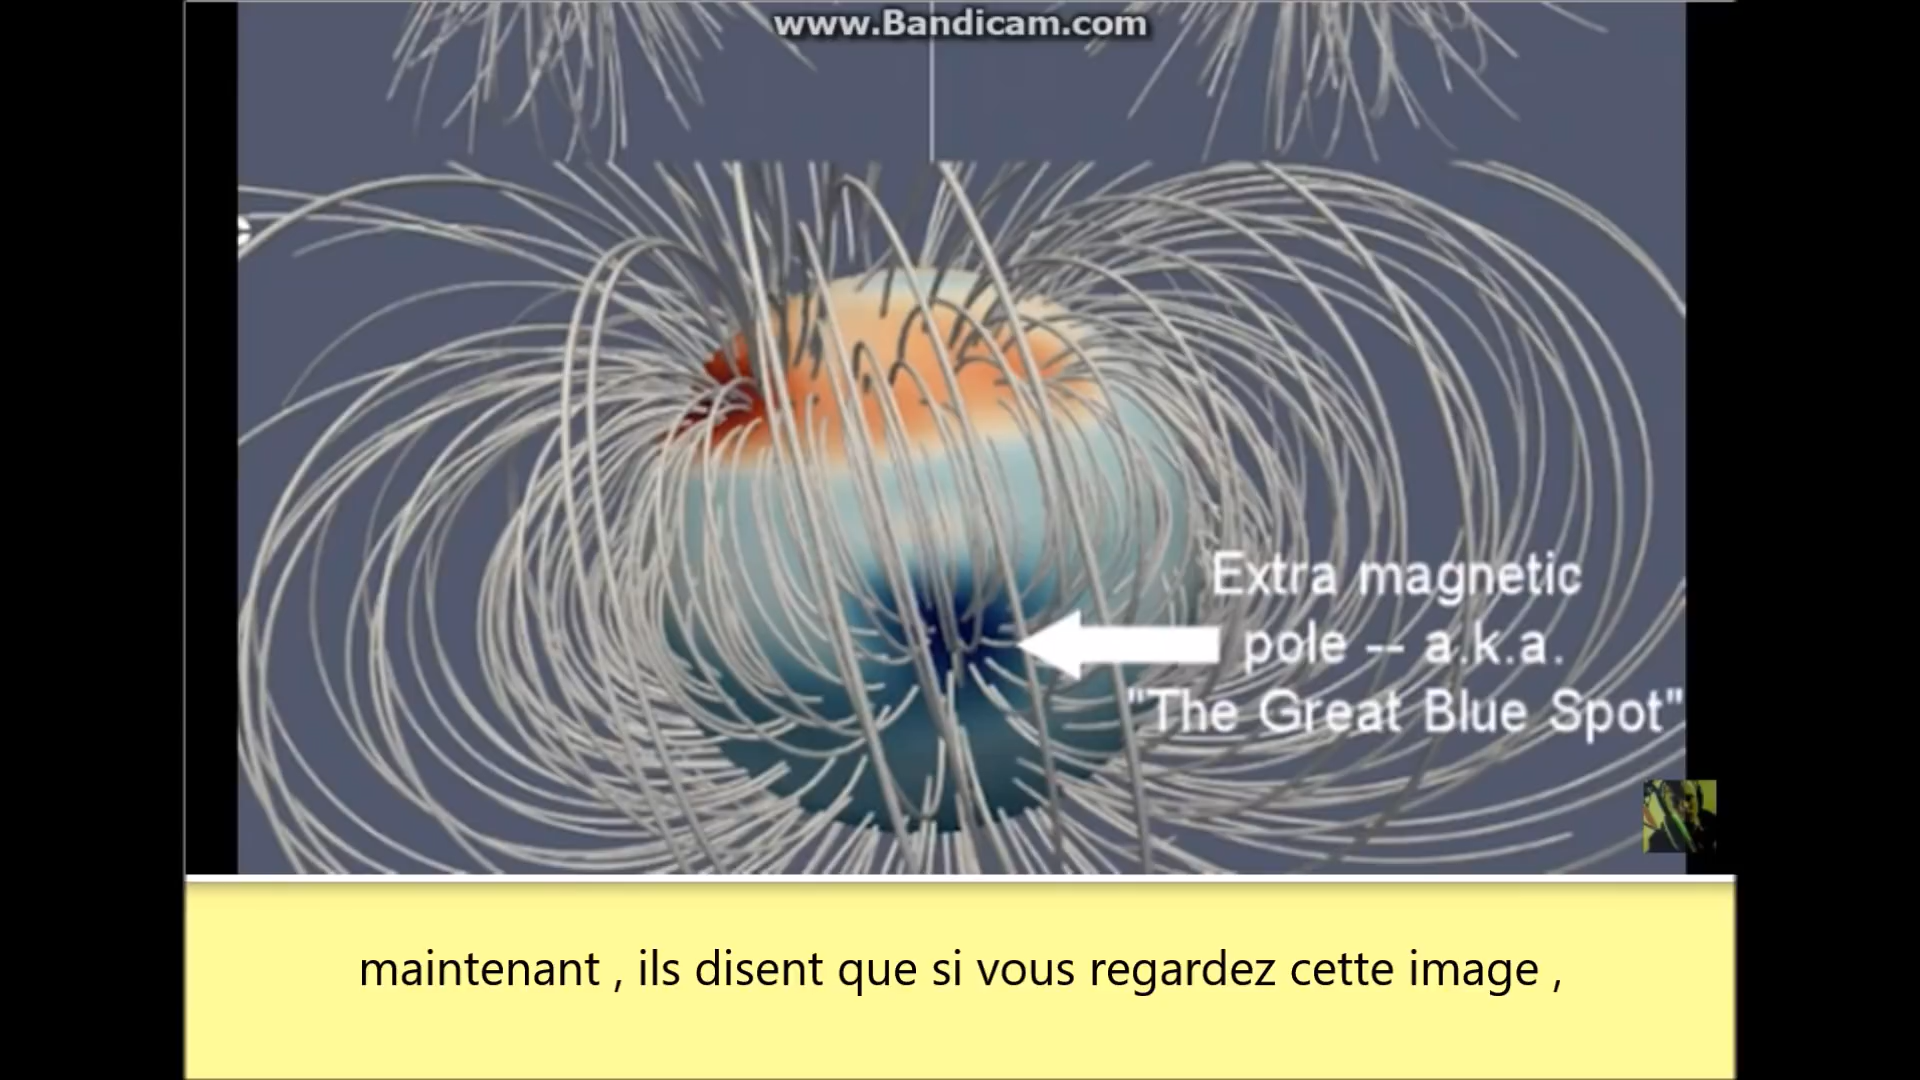 www.Bandicam.com
Extra magnetic
pole -- a.k.a.
"The Great Blue Spot"
maintenant , ils disent que si vous regardez cette image ,